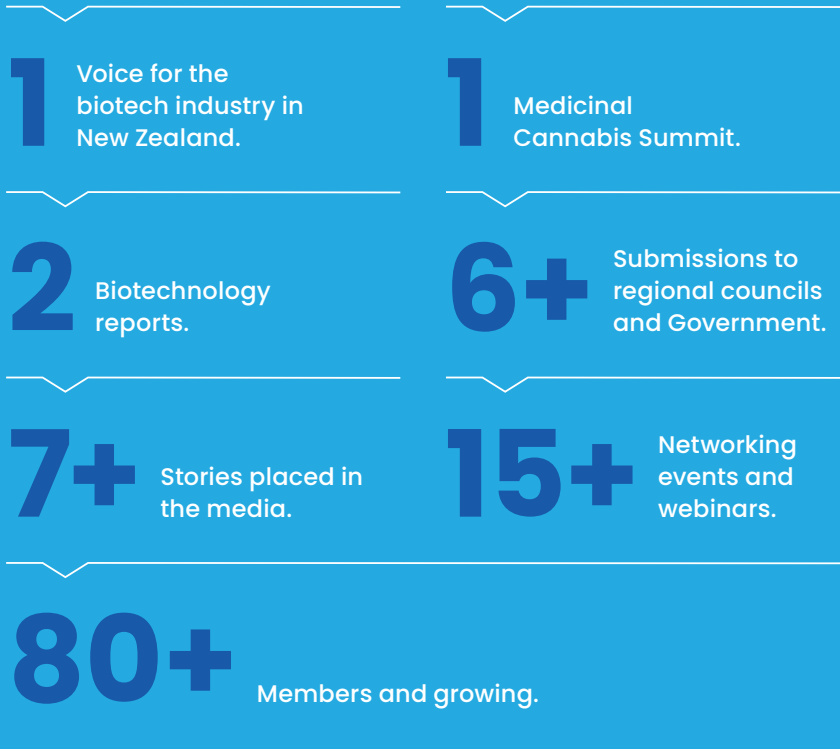 1
Voice for the
biotech industry in
New Zealand.
1
Medicinal
Cannabis Summit.
2
Biotechnology
reports.
6+
Submissions to
regional councils
and Government.
7+
Stories placed in
the media.
15+
Networking
events and
webinars.
80+
Members and growing.